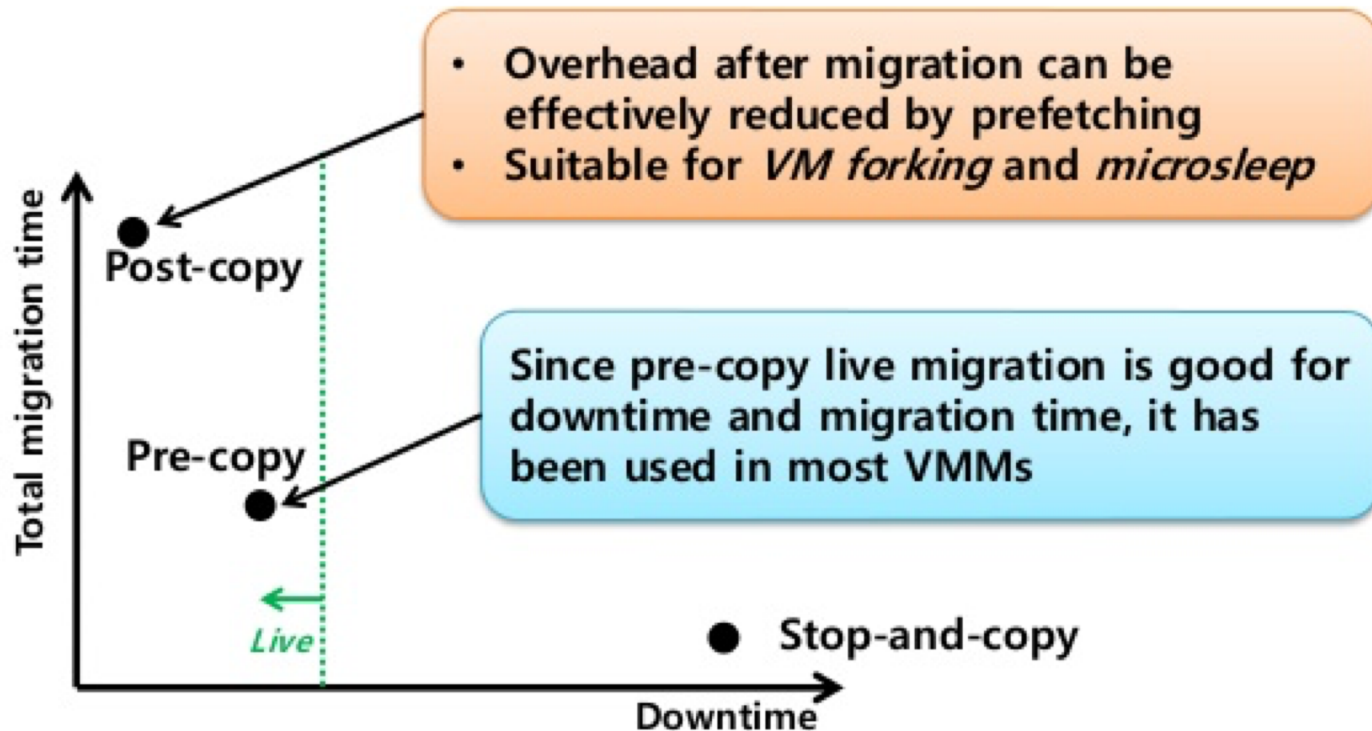 • Overhead after migration can be
effectively reduced by prefetching
• Suitable for VM forking and microsleep
Total migration time
Post-copy
Since pre-copy live migration is good for
downtime and migration time, it has
been used in most VMMs
Pre-copy
Live
Stop-and-copy
Downtime